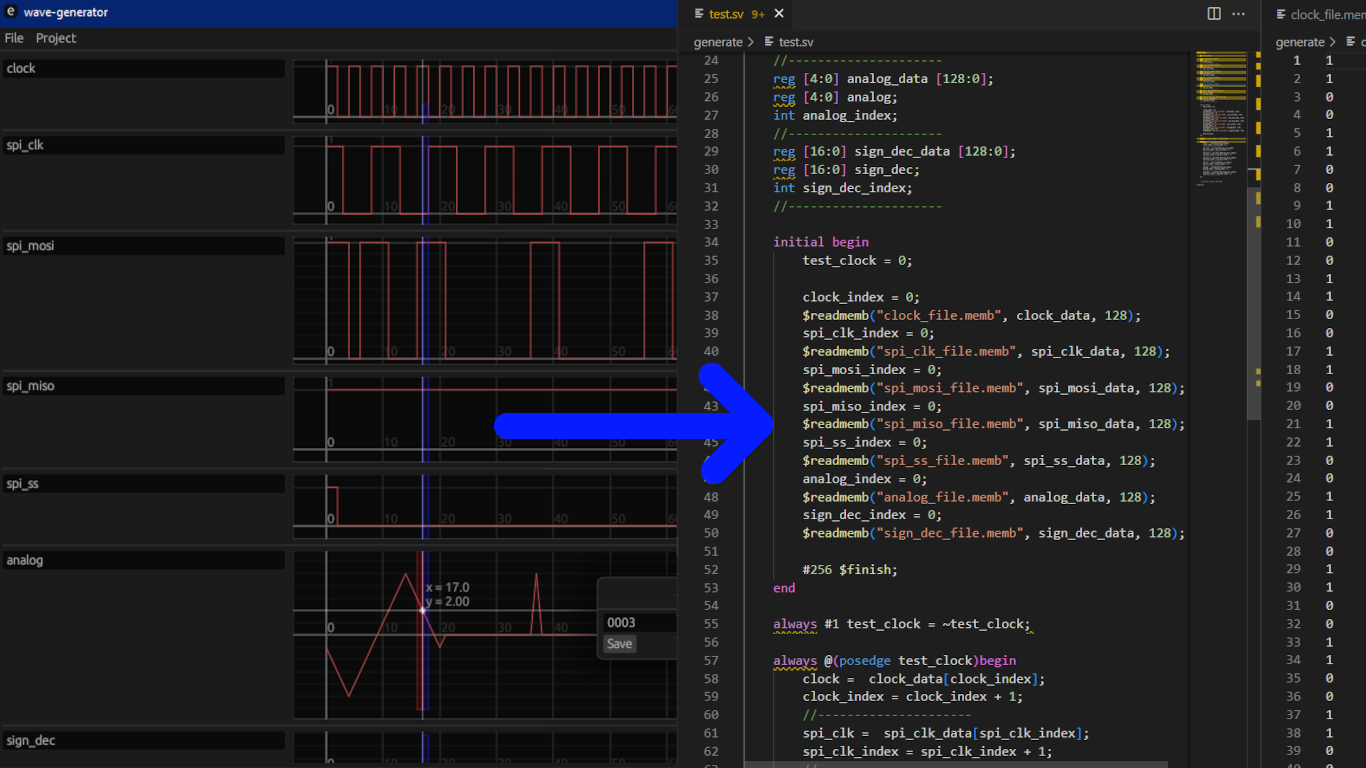 e wave-generator
File Project
clock
0 10 20 30 40 50
spi_clk
1
0 10 20 30 40 50
spi_mosi
0 10 20 30 40 50
spi_miso
1
0 10 20 30 40 50
spi_ss
0 10 20 30 40 50
analog
x = 17.0
y = 2.00
0 10 20 30
0003
Save
sign_dec
test.sv 9+
generate > test.sv
24 //---------------------
25 reg [4:0] analog_data [128:0];
26 reg [4:0] analog;
27 int analog_index;
28 //---------------------
29 reg [16:0] sign_dec_data [128:0];
30 reg [16:0] sign_dec;
31 int sign_dec_index;
32 //---------------------
33
34 initial begin
35 test_clock = 0;
36
37 clock_index = 0;
38 $readmemb("clock_file.memb", clock_data, 128);
39 spi_clk_index = 0;
40 $readmemb("spi_clk_file.memb", spi_clk_data, 128);
spi_mosi_index = 0;
$readmemb("spi_mosi_file.memb", spi_mosi_data, 128);
43 spi_miso_index = 0;
$readmemb("spi_miso_file.memb", spi_miso_data, 128);
45 spi_ss_index = 0;
$readmemb("spi_ss_file.memb", spi_ss_data, 128);
analog_index = 0;
48 $readmemb("analog_file.memb", analog_data, 128);
49 sign_dec_index = 0;
50 $readmemb("sign_dec_file.memb", sign_dec_data, 128);
51
52 #256 $finish;
53 end
54
55 always #1 test_clock = ~test_clock;
56
57 always @(posedge test_clock)begin
58 clock = clock_data[clock_index];
59 clock_index = clock_index + 1;
60 //---------------------
61 spi_clk = spi_clk_data[spi_clk_index];
62 spi_clk_index = spi_clk_index + 1;
clock_file.mem
generate >
1 1
2 1
3 0
4 0
5 1
6 1
7 0
8 0
9 1
10 1
11 0
12 0
13 1
14 1
15 0
16 0
17 1
18 1
19 0
20 0
21 1
22 1
23 0
24 0
25 1
26 1
27 0
28 0
29 1
30 1
31 0
32 0
33 1
34 1
35 0
36 0
37 1
38 1
39 0